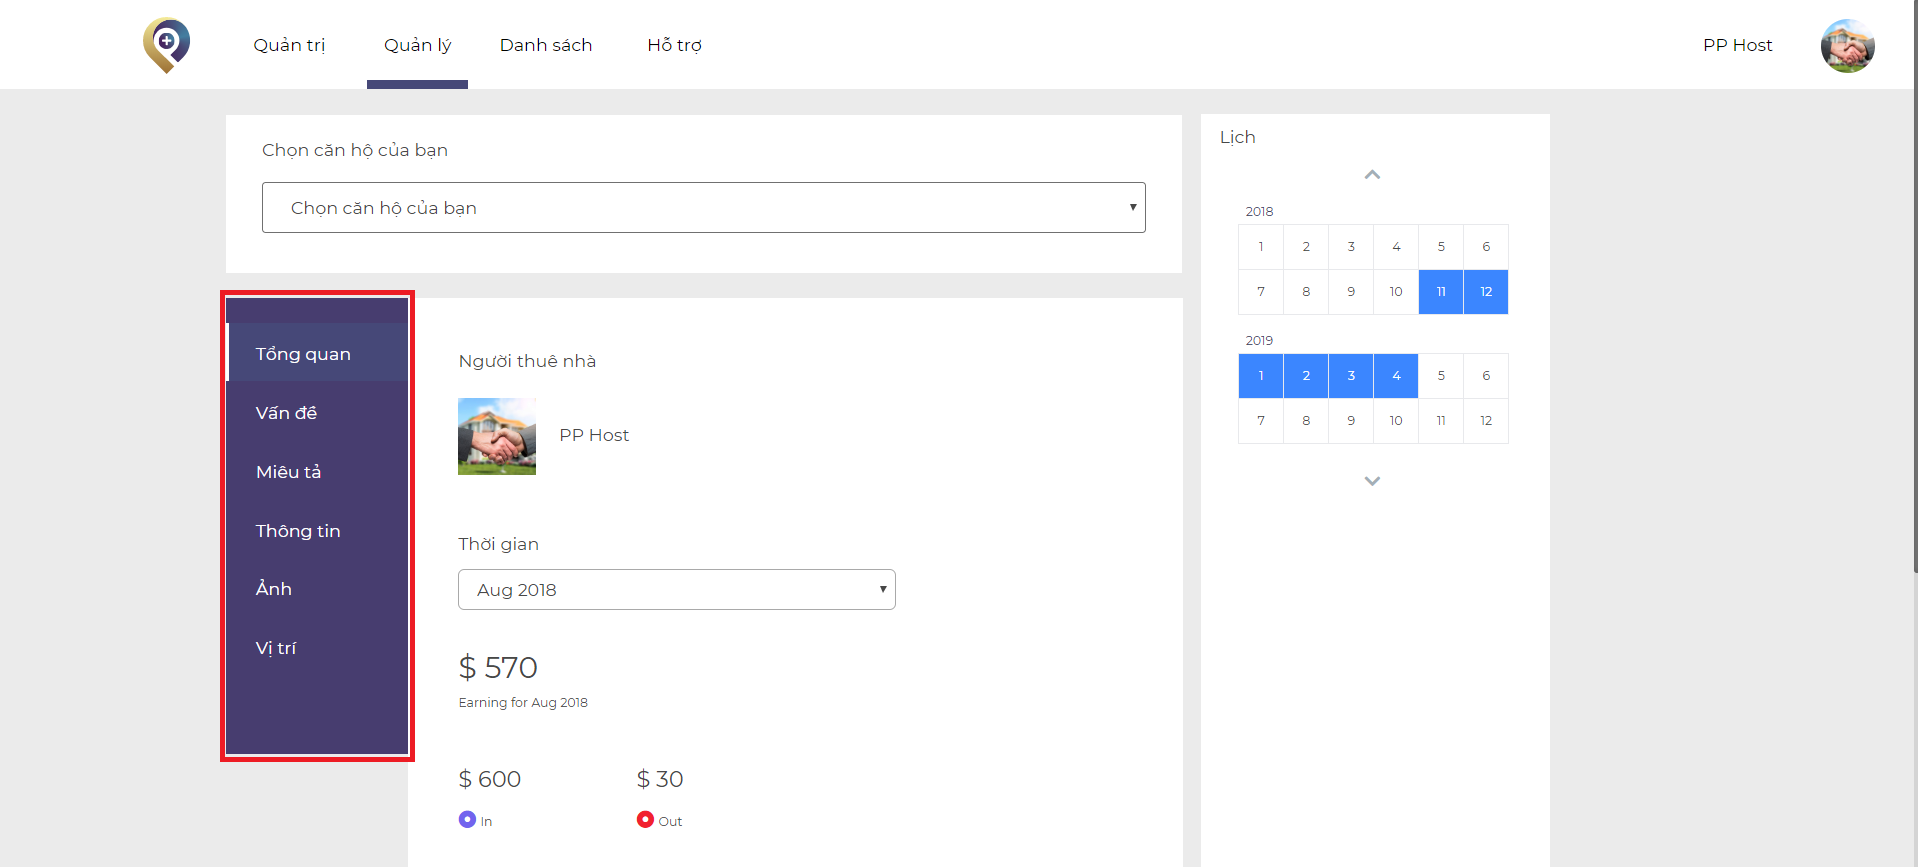 Quản trị Quản lý Danh sách Hỗ trợ PP Host
Chọn căn hộ của bạn
Chọn căn hộ của bạn
Tổng quan
Vấn đề
Miêu tả
Thông tin
Ảnh
Vị trí
Người thuê nhà
PP Host
Thời gian
Aug 2018
$ 570
Earning for Aug 2018
$ 600 $ 30
In Out
Lịch
2018
1 2 3 4 5 6
7 8 9 10 11 12
2019
1 2 3 4 5 6
7 8 9 10 11 12